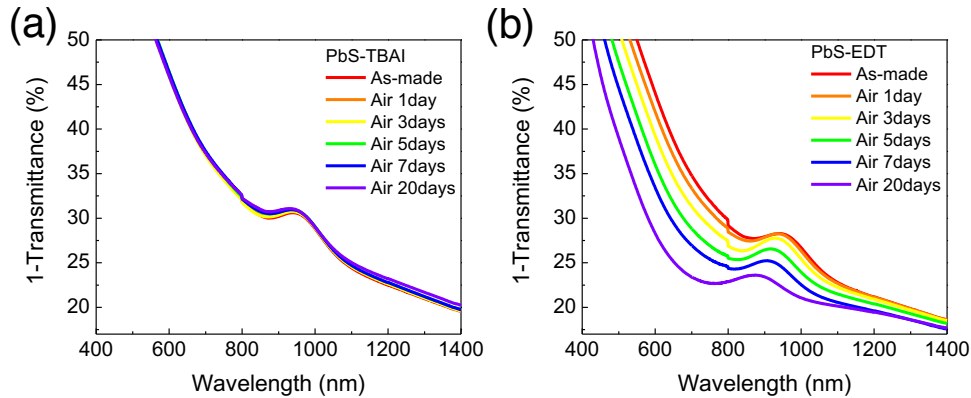 (a)
PbS-TBAI
As-made
Air 1day
Air 3days
Air 5days
Air 7days
Air 20days
50
45
40
35
30
25
20
1-Transmittance (%)
400 600 800 1000 1200 1400
Wavelength (nm)
(b)
PbS-EDT
As-made
Air 1day
Air 3days
Air 5days
Air 7days
Air 20days
50
45
40
35
30
25
20
1-Transmittance (%)
400 600 800 1000 1200 1400
Wavelength (nm)